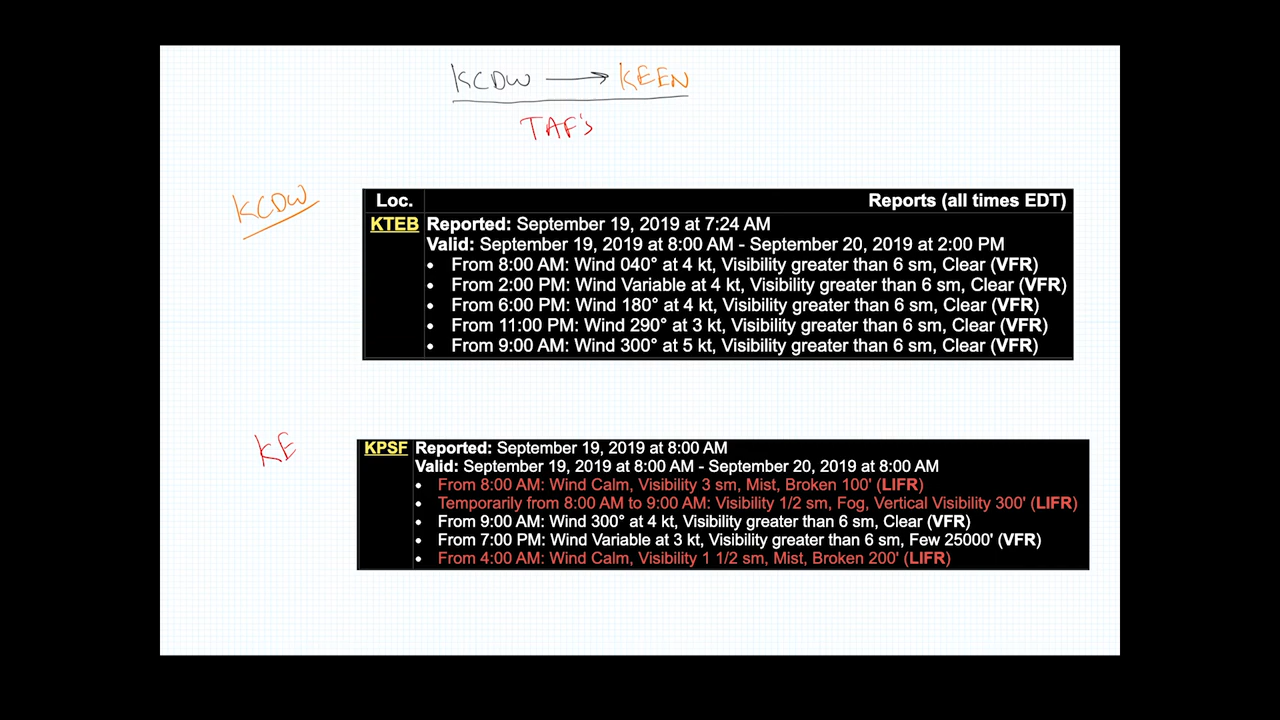 KCDW → KEEN
TAF's
KCDW
Loc. Reports (all times EDT)
KTEB Reported: September 19, 2019 at 7:24 AM
Valid: September 19, 2019 at 8:00 AM - September 20, 2019 at 2:00 PM
• From 8:00 AM: Wind 040° at 4 kt, Visibility greater than 6 sm, Clear (VFR)
• From 2:00 PM: Wind Variable at 4 kt, Visibility greater than 6 sm, Clear (VFR)
• From 6:00 PM: Wind 180° at 4 kt, Visibility greater than 6 sm, Clear (VFR)
• From 11:00 PM: Wind 290° at 3 kt, Visibility greater than 6 sm, Clear (VFR)
• From 9:00 AM: Wind 300° at 5 kt, Visibility greater than 6 sm, Clear (VFR)
KE
KPSF Reported: September 19, 2019 at 8:00 AM
Valid: September 19, 2019 at 8:00 AM - September 20, 2019 at 8:00 AM
• From 8:00 AM: Wind Calm, Visibility 3 sm, Mist, Broken 100' (LIFR)
• Temporarily from 8:00 AM to 9:00 AM: Visibility 1/2 sm, Fog, Vertical Visibility 300' (LIFR)
• From 9:00 AM: Wind 300° at 4 kt, Visibility greater than 6 sm, Clear (VFR)
• From 7:00 PM: Wind Variable at 3 kt, Visibility greater than 6 sm, Few 25000' (VFR)
• From 4:00 AM: Wind Calm, Visibility 1 1/2 sm, Mist, Broken 200' (LIFR)